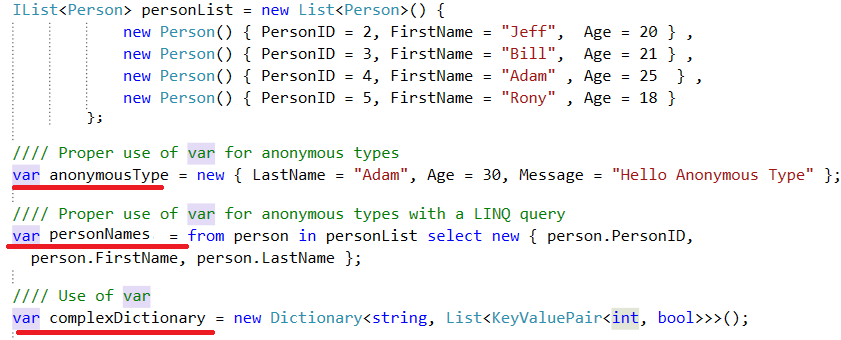 IList<Person> personList = new List<Person>() {
new Person() { PersonID = 2, FirstName = "Jeff",  Age = 20 } ,
new Person() { PersonID = 3, FirstName = "Bill",  Age = 21 } ,
new Person() { PersonID = 4, FirstName = "Adam" , Age = 25  } ,
new Person() { PersonID = 5, FirstName = "Rony" , Age = 18 }
};
//// Proper use of var for anonymous types
var anonymousType = new { LastName = "Adam", Age = 30, Message = "Hello Anonymous Type" };
//// Proper use of var for anonymous types with a LINQ query
var personNames  = from person in personList select new { person.PersonID,
person.FirstName, person.LastName };
//// Use of var
var complexDictionary = new Dictionary<string, List<KeyValuePair<int, bool>>>();